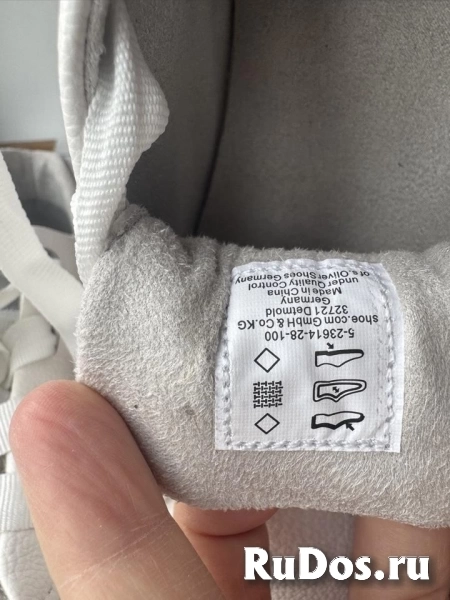 5-23614-28-100
shoe.com GmbH & Co.KG
32721 Detmold
Germany
Made in China
under Quality Control
of s.Oliver Shoes Germany
RuDos.ru